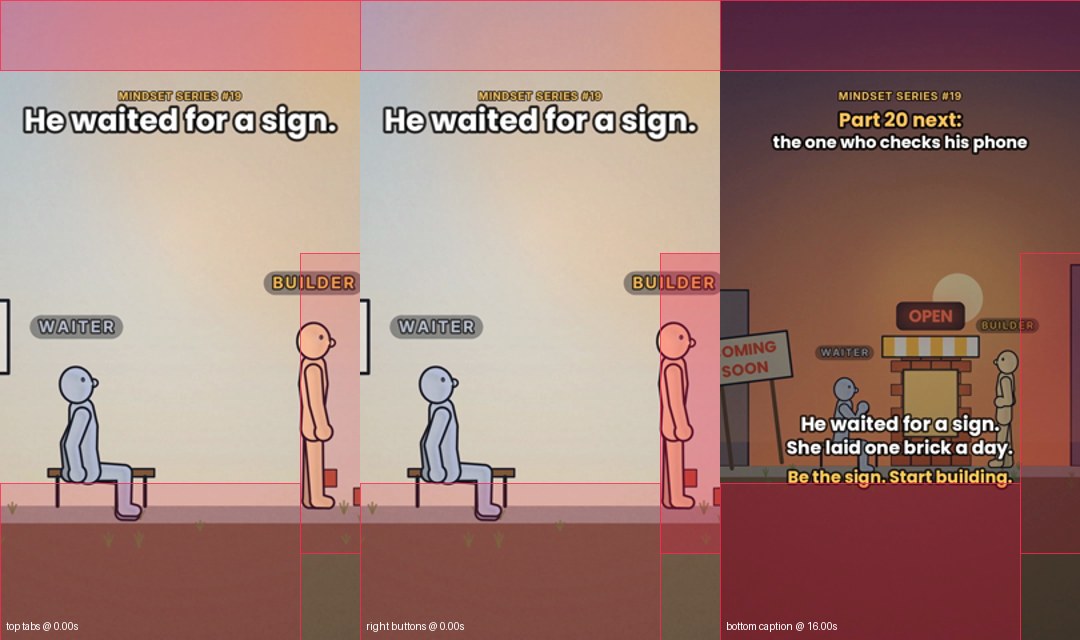 MINDSET SERIES #19
He waited for a sign.
BUILDER
WAITER
top tabs @ 0.00s
MINDSET SERIES #19
He waited for a sign.
BUILDER
WAITER
right buttons @ 0.00s
MINDSET SERIES #19
Part 20 next:
the one who checks his phone
OPEN
BUILDER
OMING
SOON
WAITER
He waited for a sign.
She laid one brick a day.
Be the sign. Start building.
bottom caption @ 16.00s